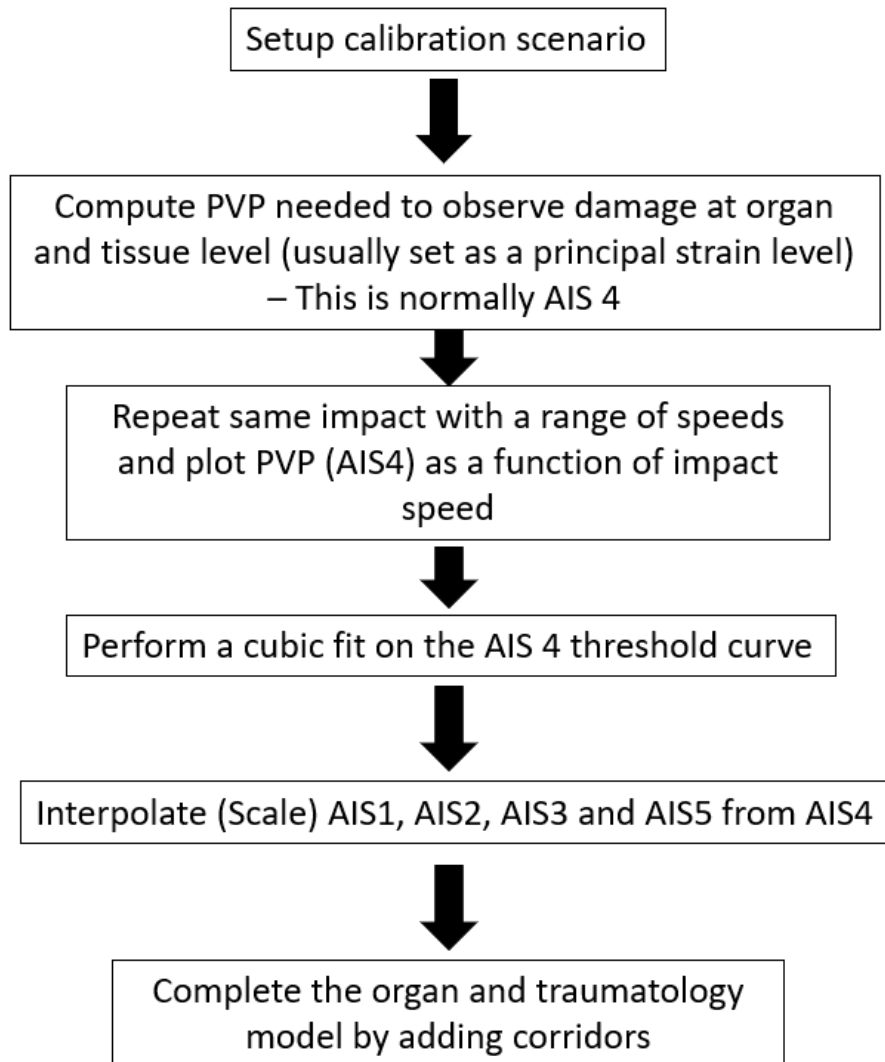 Setup calibration scenario
Compute PVP needed to observe damage at organ
and tissue level (usually set as a principal strain level)
– This is normally AIS 4
Repeat same impact with a range of speeds
and plot PVP (AIS4) as a function of impact
speed
Perform a cubic fit on the AIS 4 threshold curve
Interpolate (Scale) AIS1, AIS2, AIS3 and AIS5 from AIS4
Complete the organ and traumatology
model by adding corridors